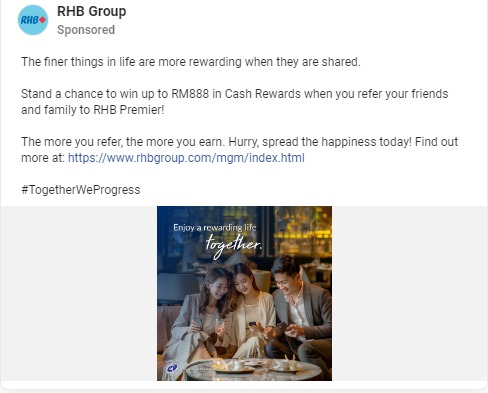 RHB
RHB Group
Sponsored
The finer things in life are more rewarding when they are shared.
Stand a chance to win up to RM888 in Cash Rewards when you refer your friends
and family to RHB Premier!
The more you refer, the more you earn. Hurry, spread the happiness today! Find out
more at: https://www.rhbgroup.com/mgm/index.html
#TogetherWeProgress
Enjoy a rewarding life
together.